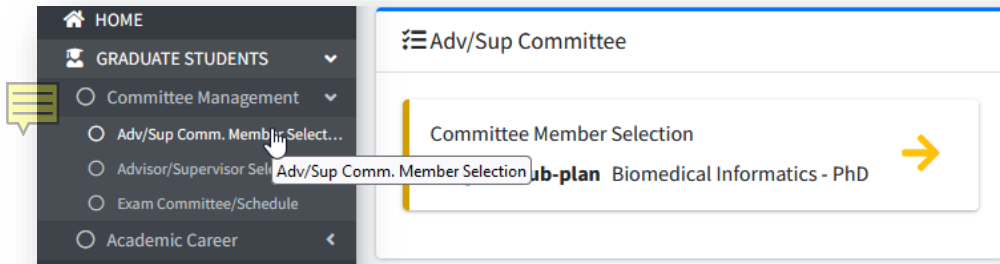 HOME
GRADUATE STUDENTS
Committee Management
Adv/Sup Comm. Member Select...
Advisor/Supervisor
Exam Committee/Schedule
Academic Career
Adv/Sup Committee
Committee Member Selection
ub-plan Biomedical Informatics - PhD
Adv/Sup Comm. Member Selection